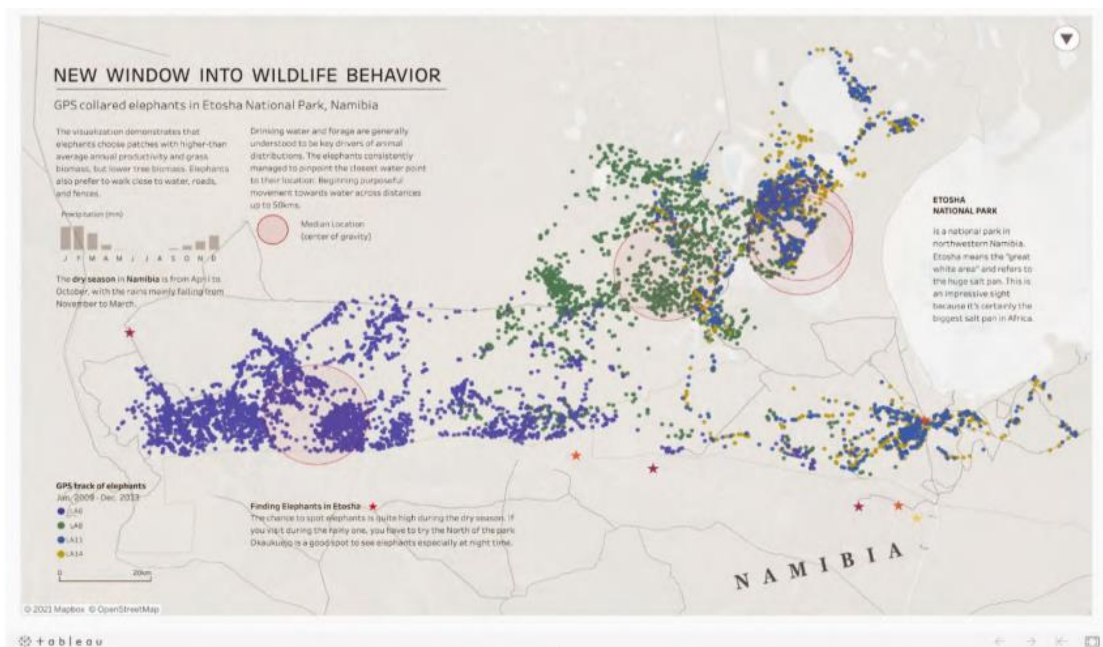 NEW WINDOW INTO WILDLIFE BEHAVIOR
GPS collared elephants in Etosha National Park, Namibia
The visualization demonstrates that
elephants choose patches with higher-than
average annual productivity and grass
biomass, but lower tree biomass. Elephants
also prefer to walk close to water, roads,
and fences.
Drinking water and forage are generally
understood to be key drivers of animal
distributions. The elephants consistently
managed to pinpoint the closest water point
to their location. Beginning purposeful
movement towards water across distances
up to 50kms.
Precipitation (mm)
J F M A M J J A S O N D
Median Location
(center of gravity)
The dry season in Namibia is from April to
October, with the rains mainly falling from
November to March.
ETOSHA
NATIONAL PARK
is a national park in
northwestern Namibia.
Etosha means the "great
white area" and refers to
the huge salt pan. This is
an impressive sight
because it's certainly the
biggest salt pan in Africa.
GPS track of elephants
Jan. 2009 - Dec.
LA8
LA11
LA14
0 20km
Finding Elephants in Etosha
The chance to spot elephants is quite high during the dry season. If
you visit during the rainy one, you have to try the North of the park.
Okaukuejo is a good spot to see elephants especially at night time.
NAMIBIA
© 2021 Mapbox © OpenStreetMap
+ a b l e a u